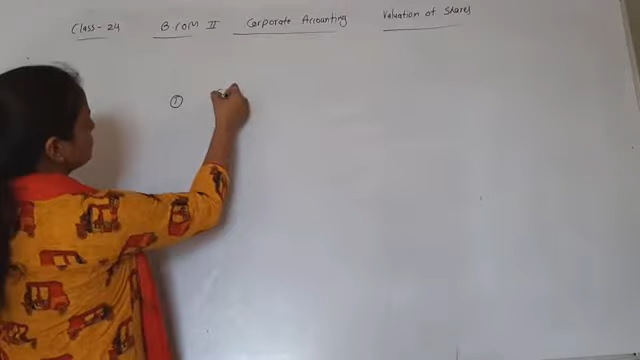 Class-24 B.COM II Corporate Accounting Valuation of Shares
①